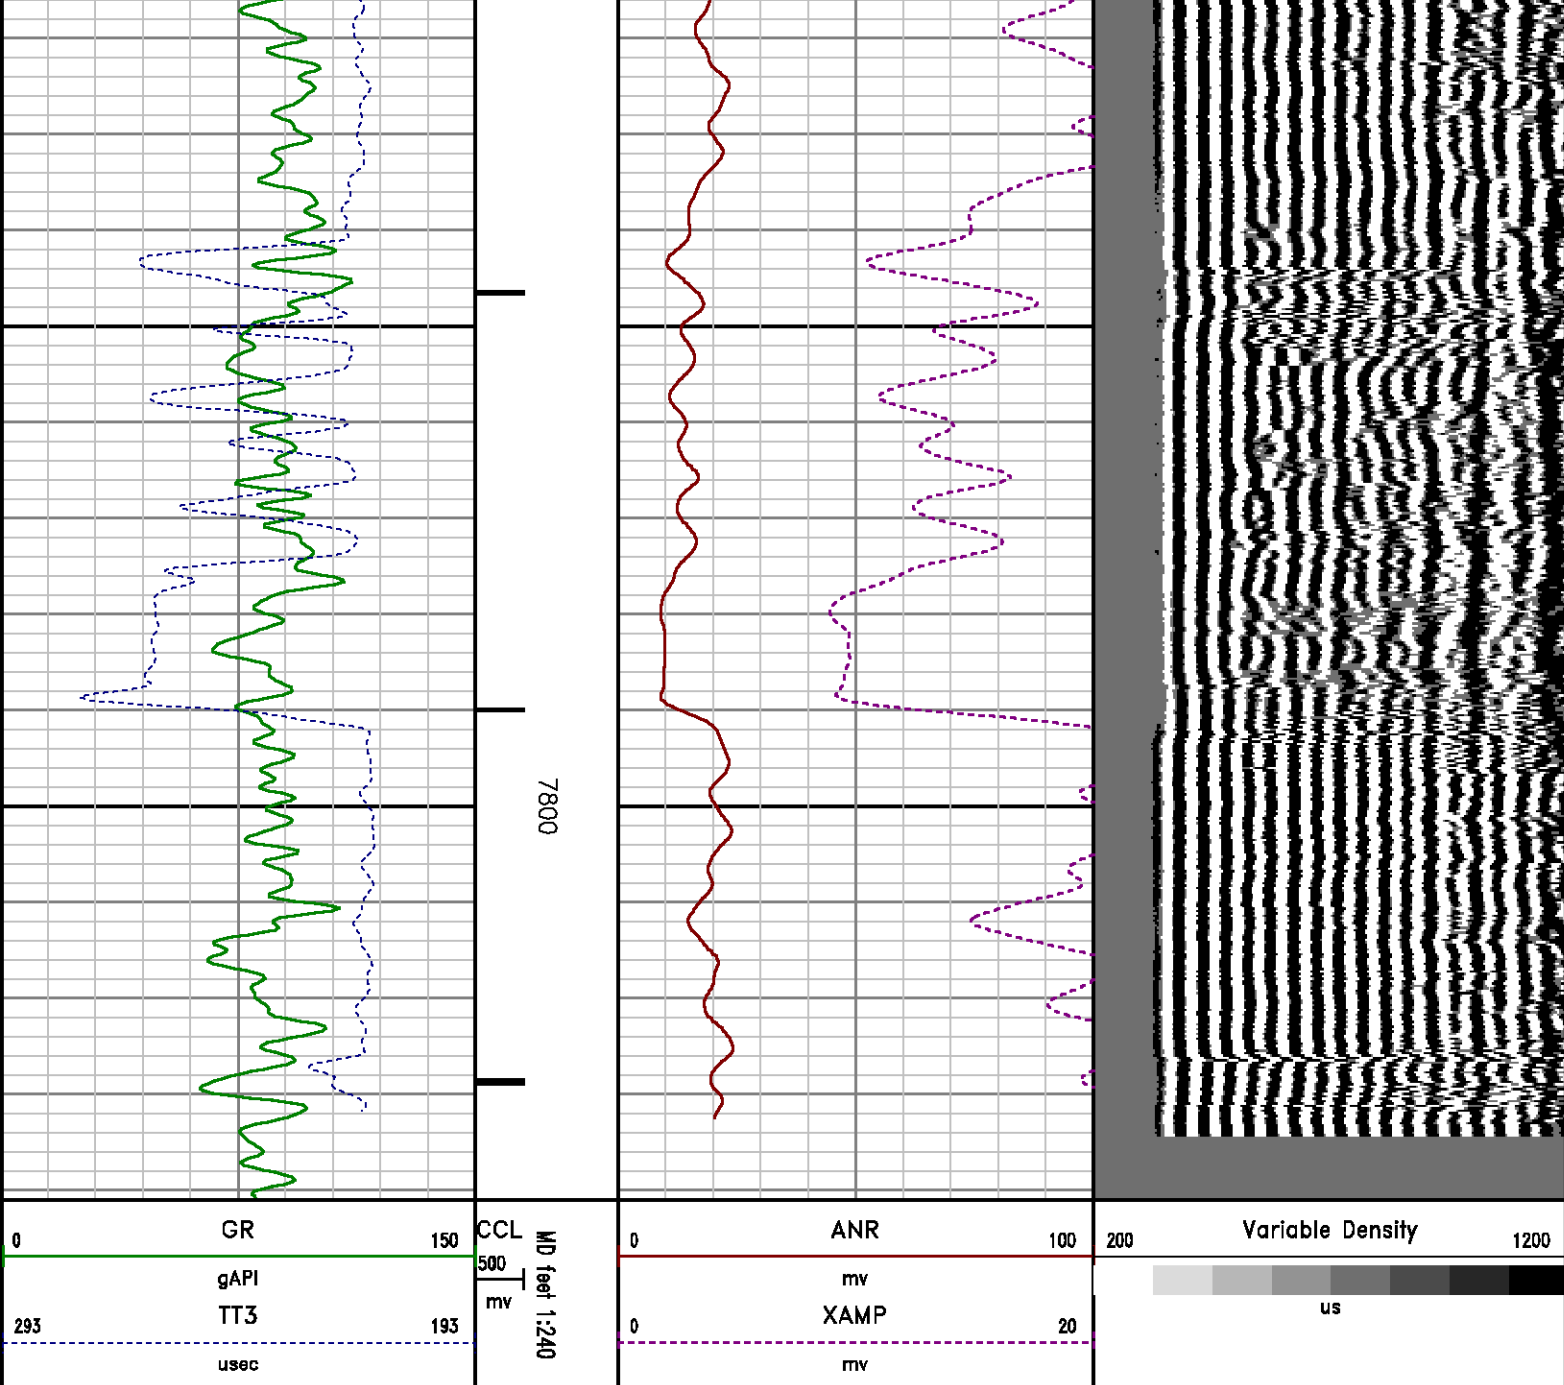 7800
GR
0 150
gAPI
TT3
293 193
usec
CCL
500
mv
MD feet 1:240
ANR
0 100
mv
XAMP
0 20
mv
Variable Density
200 1200
us